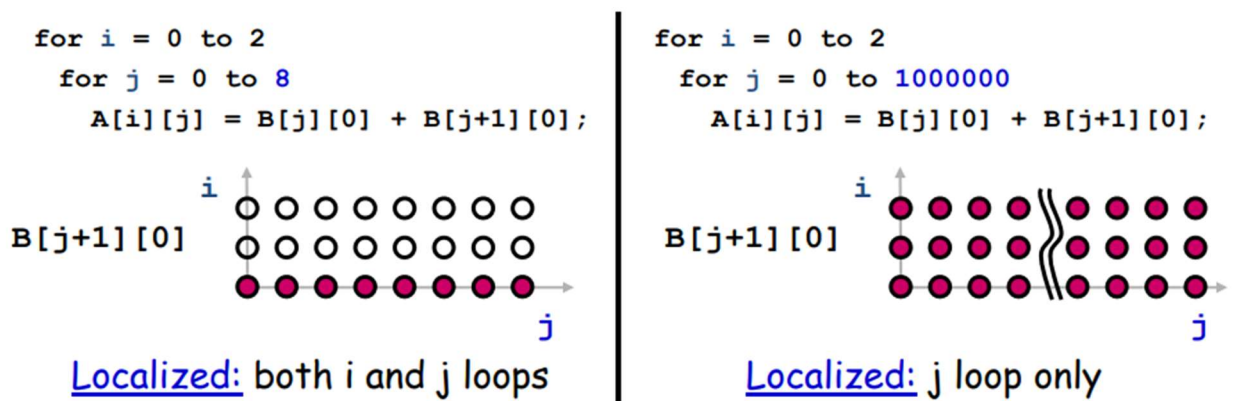 for i = 0 to 2
for j = 0 to 8
A[i][j] = B[j][0] + B[j+1][0];
i
B[j+1][0]
j
Localized: both i and j loops
for i = 0 to 2
for j = 0 to 1000000
A[i][j] = B[j][0] + B[j+1][0];
i
B[j+1][0]
j
Localized: j loop only